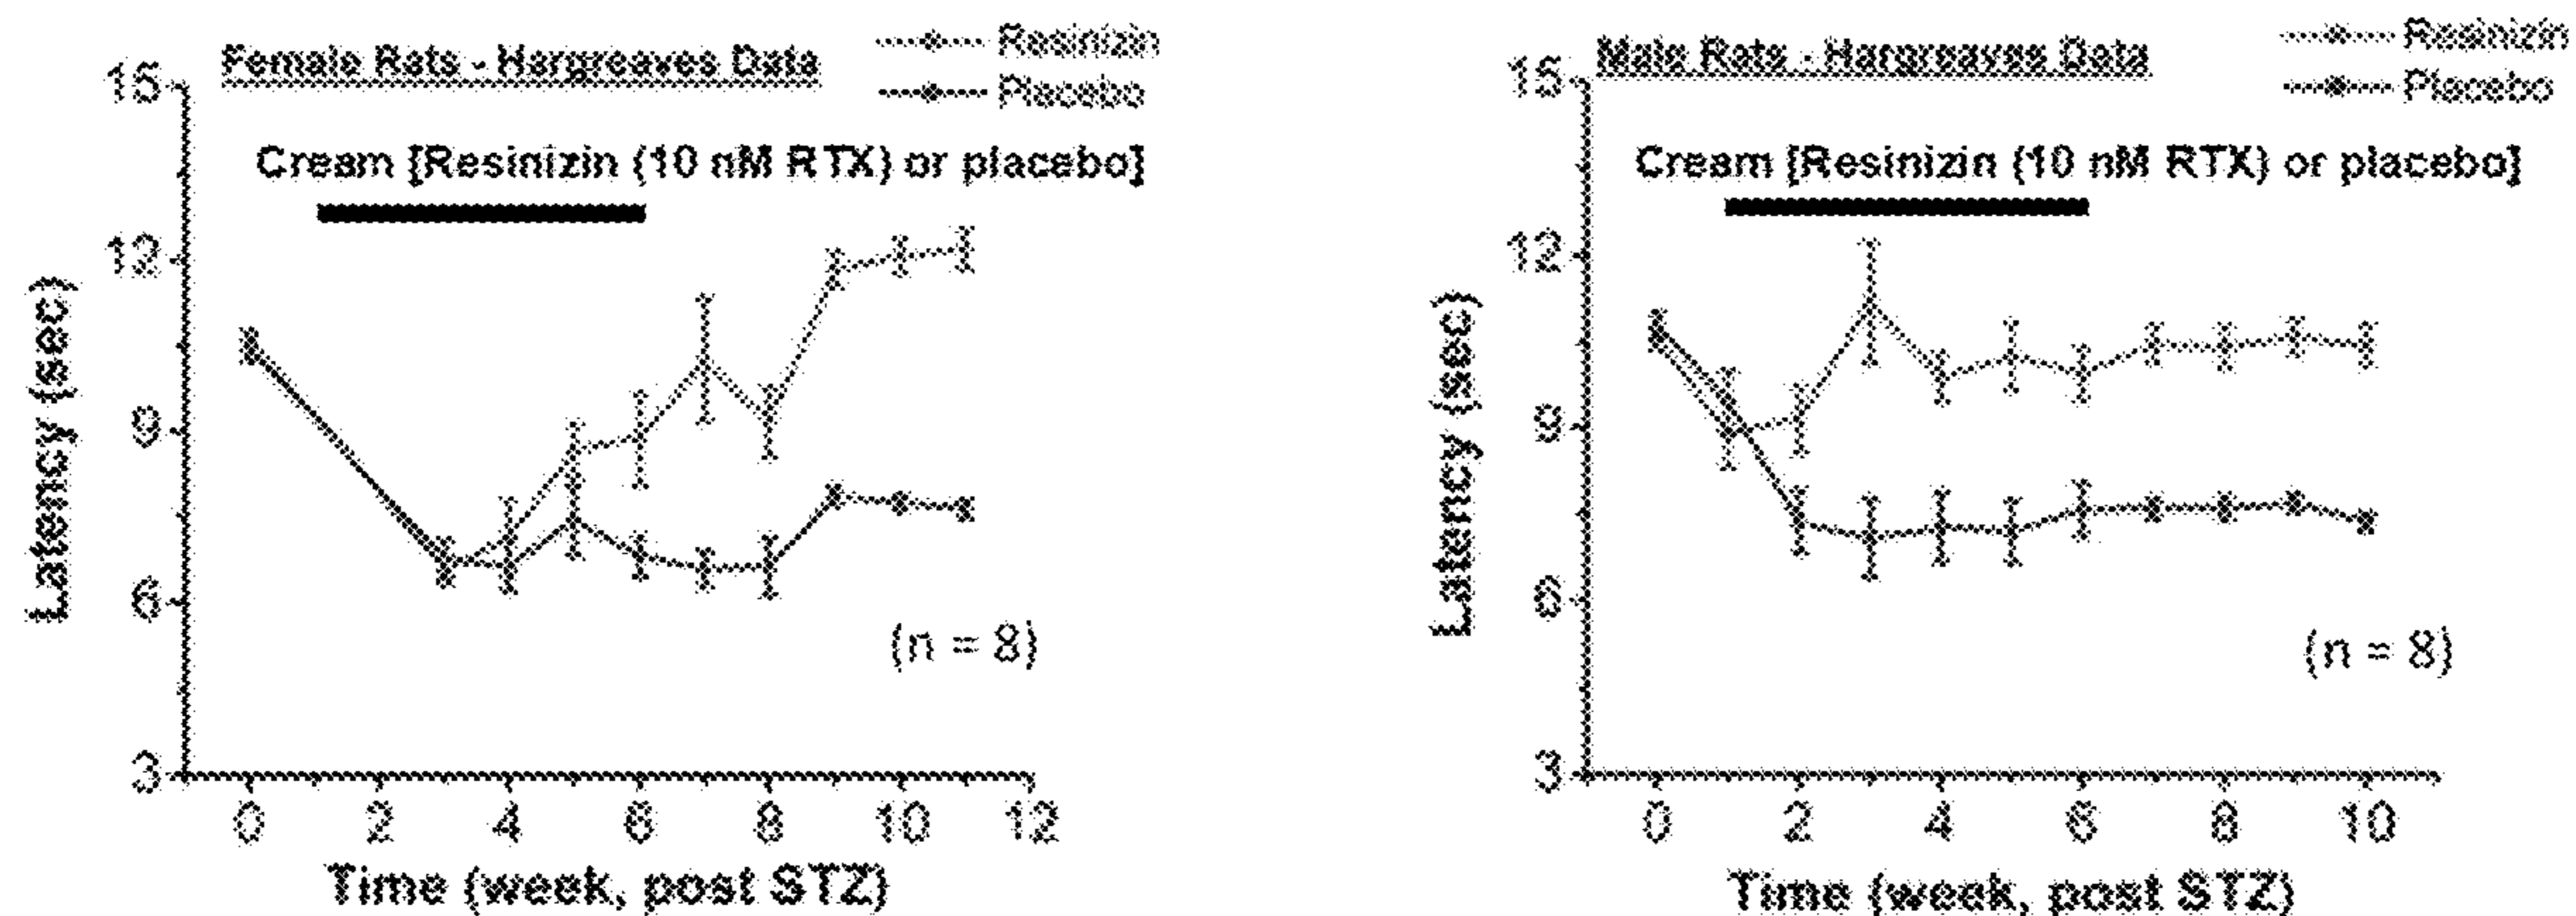 Female Rats - Hargreaves Data
Resinizin
Placebo
Cream [Resinizin (10 nM RTX) or placebo]
15
12
9
6
3
Latency (sec)
(n = 8)
0 2 4 6 8 10 12
Time (week, post STZ)
Male Rats - Hargreaves Data
Resinizin
Placebo
Cream [Resinizin (10 nM RTX) or placebo]
15
12
9
6
3
Latency (sec)
(n = 8)
0 2 4 6 8 10
Time (week, post STZ)